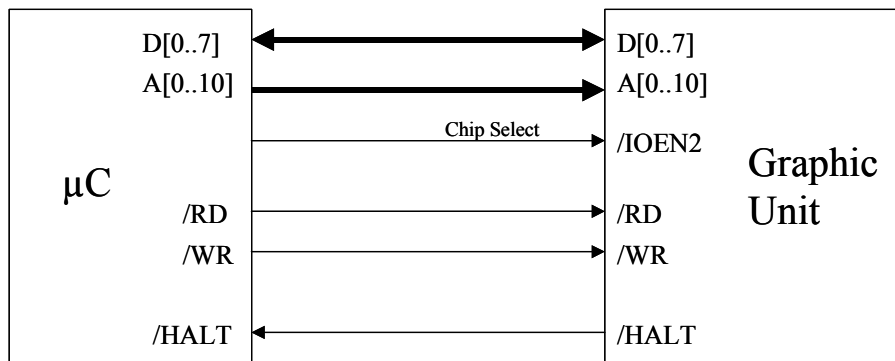 D[0..7] D[0..7]
A[0..10] A[0..10]
Chip Select
/IOEN2
µC
Graphic
Unit
/RD /RD
/WR /WR
/HALT /HALT